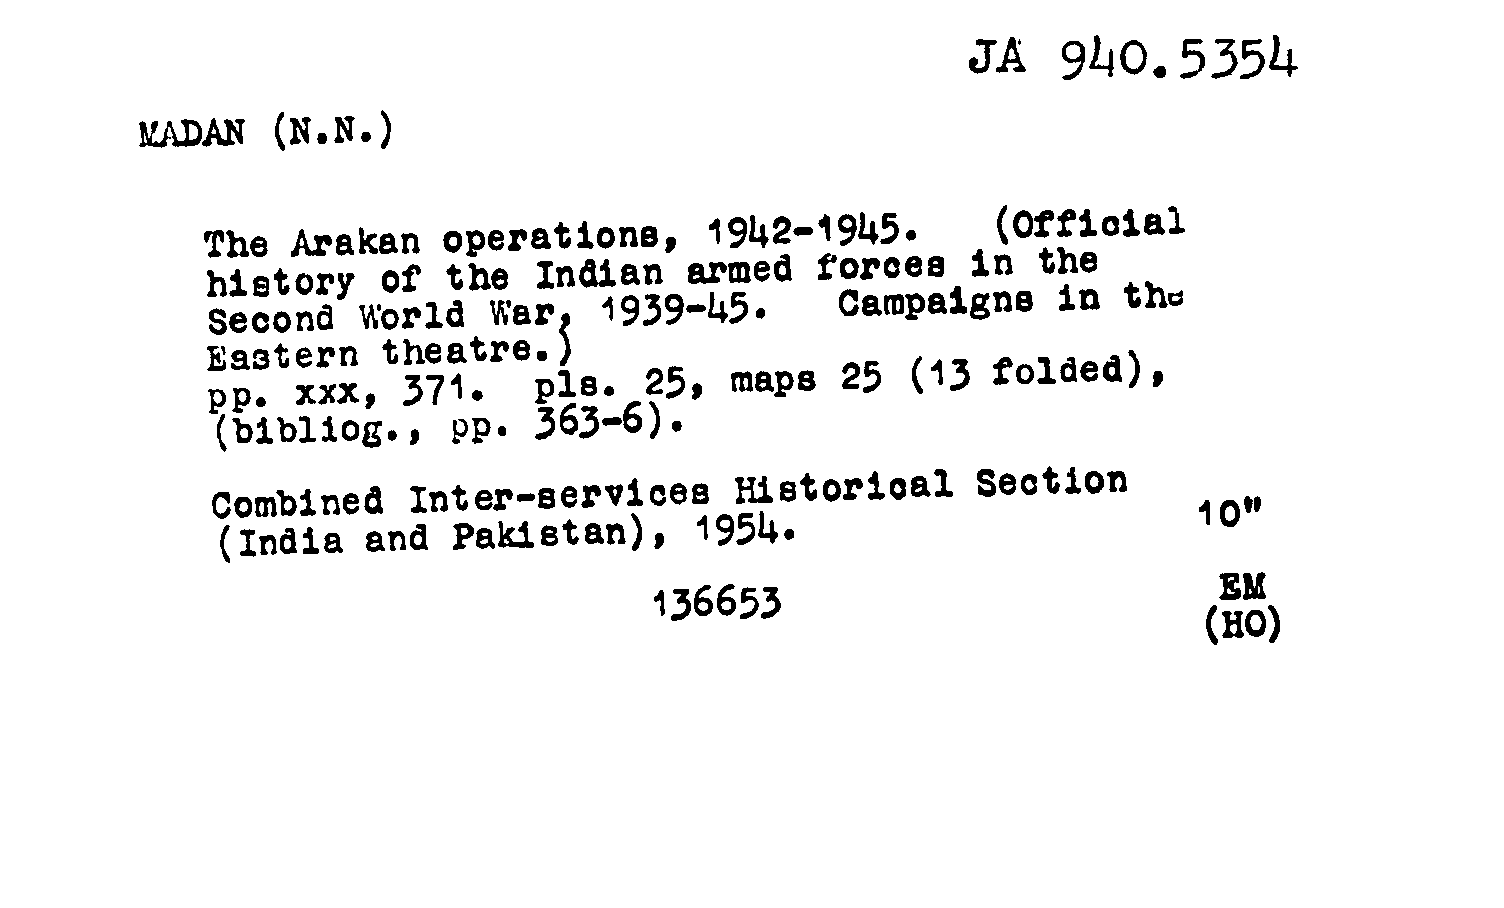 JA 940.5354
MADAN (N.N.)
The Arakan operations, 1942-1945. (Official
history of the Indian armed forces in the
Second World War, 1939-45. Campaigns in the
Eastern theatre.)
pp. xxx, 371. pls. 25, maps 25 (13 folded),
(bibliog., pp. 363-6).
Combined Inter-services Historical Section
(India and Pakistan), 1954.
10"
136653
EM
(HO)